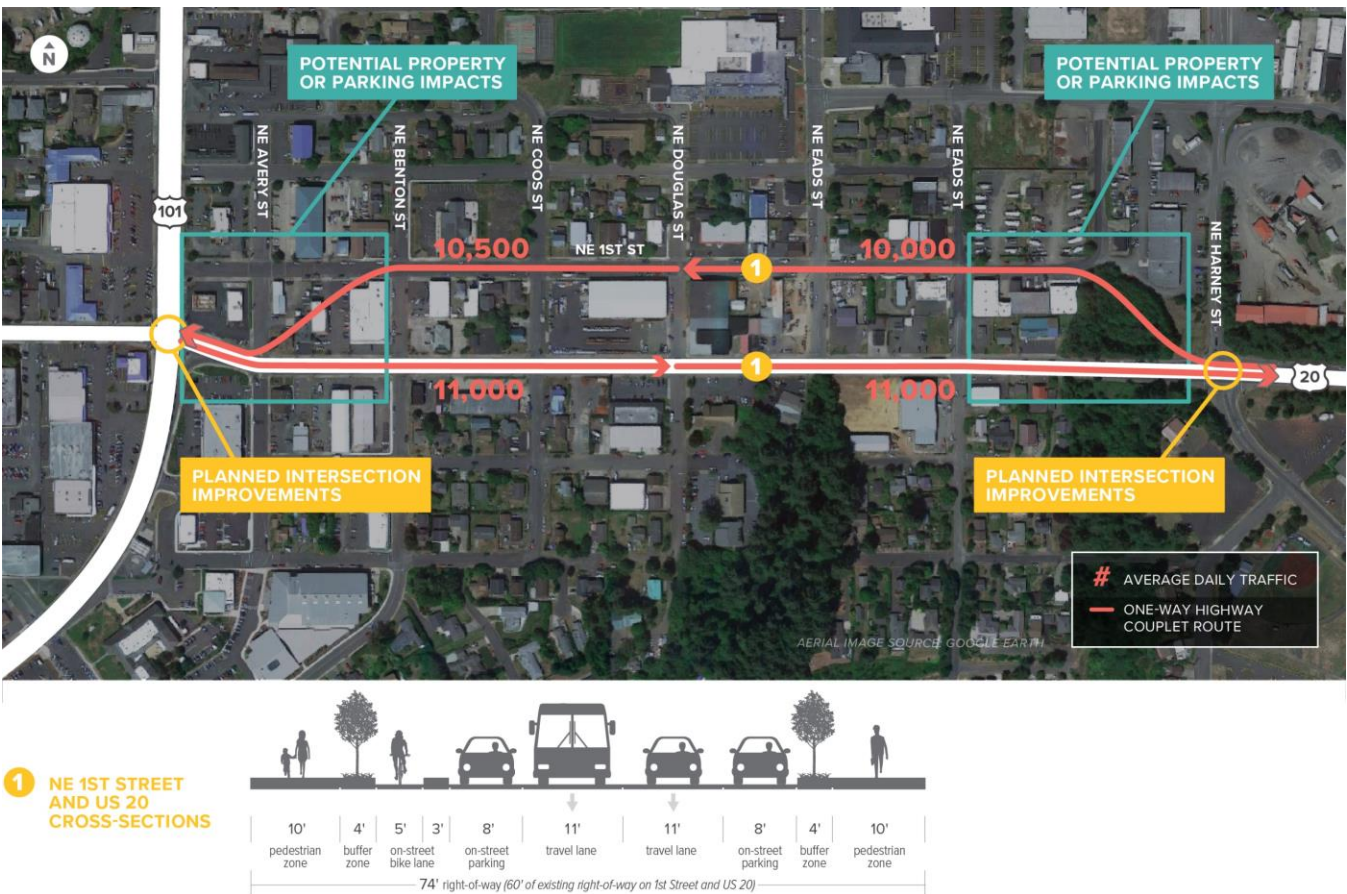 N
POTENTIAL PROPERTY
OR PARKING IMPACTS
POTENTIAL PROPERTY
OR PARKING IMPACTS
101
NE AVERY ST
NE BENTON ST
NE COOS ST
NE DOUGLAS ST
NE EADS ST
NE EADS ST
NE HARNEY ST
10,500
NE 1ST ST
1
10,000
11,000
1
11,000
20
PLANNED INTERSECTION
IMPROVEMENTS
PLANNED INTERSECTION
IMPROVEMENTS
# AVERAGE DAILY TRAFFIC
ONE-WAY HIGHWAY
COUPLET ROUTE
AERIAL IMAGE SOURCE: GOOGLE EARTH
1 NE 1ST STREET
AND US 20
CROSS-SECTIONS
10' 4' 5' 3' 8' 11' 11' 8' 4' 10'
pedestrian zone
buffer zone
on-street bike lane
on-street parking
travel lane
travel lane
on-street parking
buffer zone
pedestrian zone
74' right-of-way (60' of existing right-of-way on 1st Street and US 20)